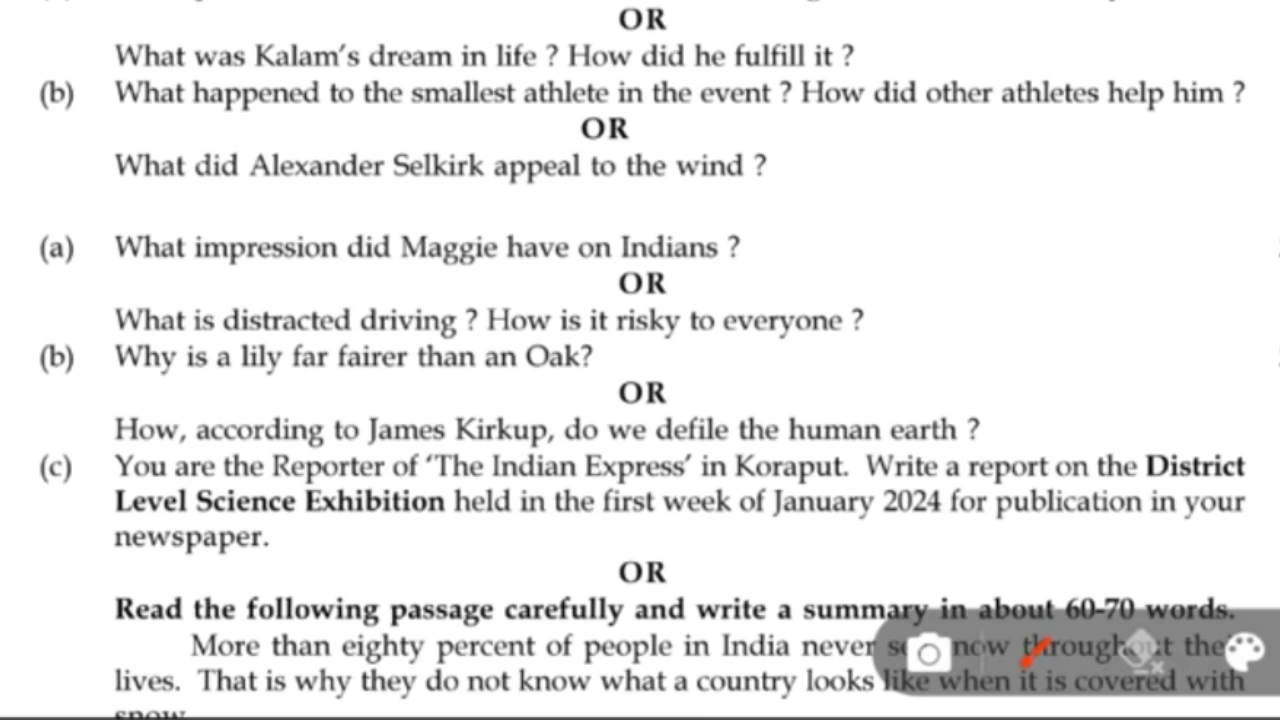 OR
What was Kalam's dream in life ? How did he fulfill it ?
(b) What happened to the smallest athlete in the event ? How did other athletes help him ?
OR
What did Alexander Selkirk appeal to the wind ?
(a) What impression did Maggie have on Indians ?
OR
What is distracted driving ? How is it risky to everyone ?
(b) Why is a lily far fairer than an Oak?
OR
How, according to James Kirkup, do we defile the human earth ?
(c) You are the Reporter of 'The Indian Express' in Koraput. Write a report on the District
Level Science Exhibition held in the first week of January 2024 for publication in your
newspaper.
OR
Read the following passage carefully and write a summary in about 60-70 words.
More than eighty percent of people in India never
lives. That is why they do not know what a country looks like when it is covered with